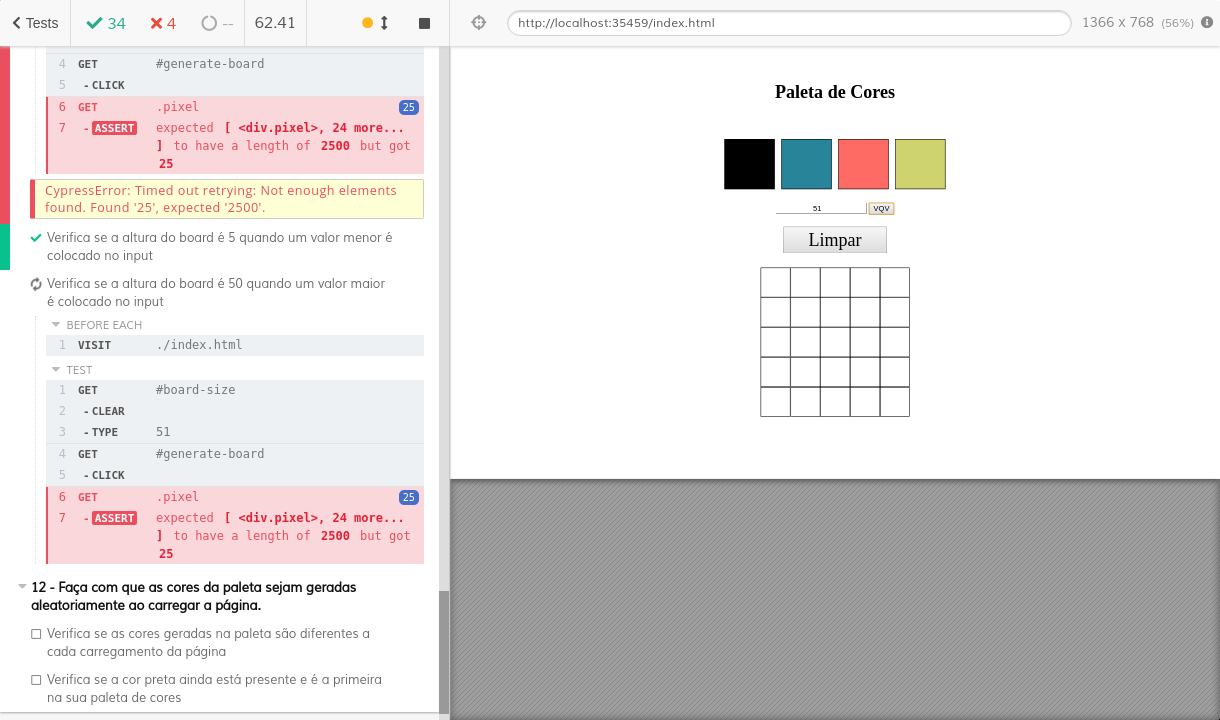 Tests
34
4
--
62.41
http://localhost:35459/index.html
1366 x 768 (56%)
4 GET #generate-board
5 - CLICK
6 GET .pixel 25
7 - ASSERT expected [ <div.pixel>, 24 more...
] to have a length of 2500 but got
25
CypressError: Timed out retrying: Not enough elements
found. Found '25', expected '2500'.
Verifica se a altura do board é 5 quando um valor menor é
colocado no input
Verifica se a altura do board é 50 quando um valor maior
é colocado no input
BEFORE EACH
1 VISIT ./index.html
TEST
1 GET #board-size
2 - CLEAR
3 - TYPE 51
4 GET #generate-board
5 - CLICK
6 GET .pixel 25
7 - ASSERT expected [ <div.pixel>, 24 more...
] to have a length of 2500 but got
25
12 - Faça com que as cores da paleta sejam geradas
aleatoriamente ao carregar a página.
Verifica se as cores geradas na paleta são diferentes a
cada carregamento da página
Verifica se a cor preta ainda está presente e é a primeira
na sua paleta de cores
Paleta de Cores
51 VQV
Limpar